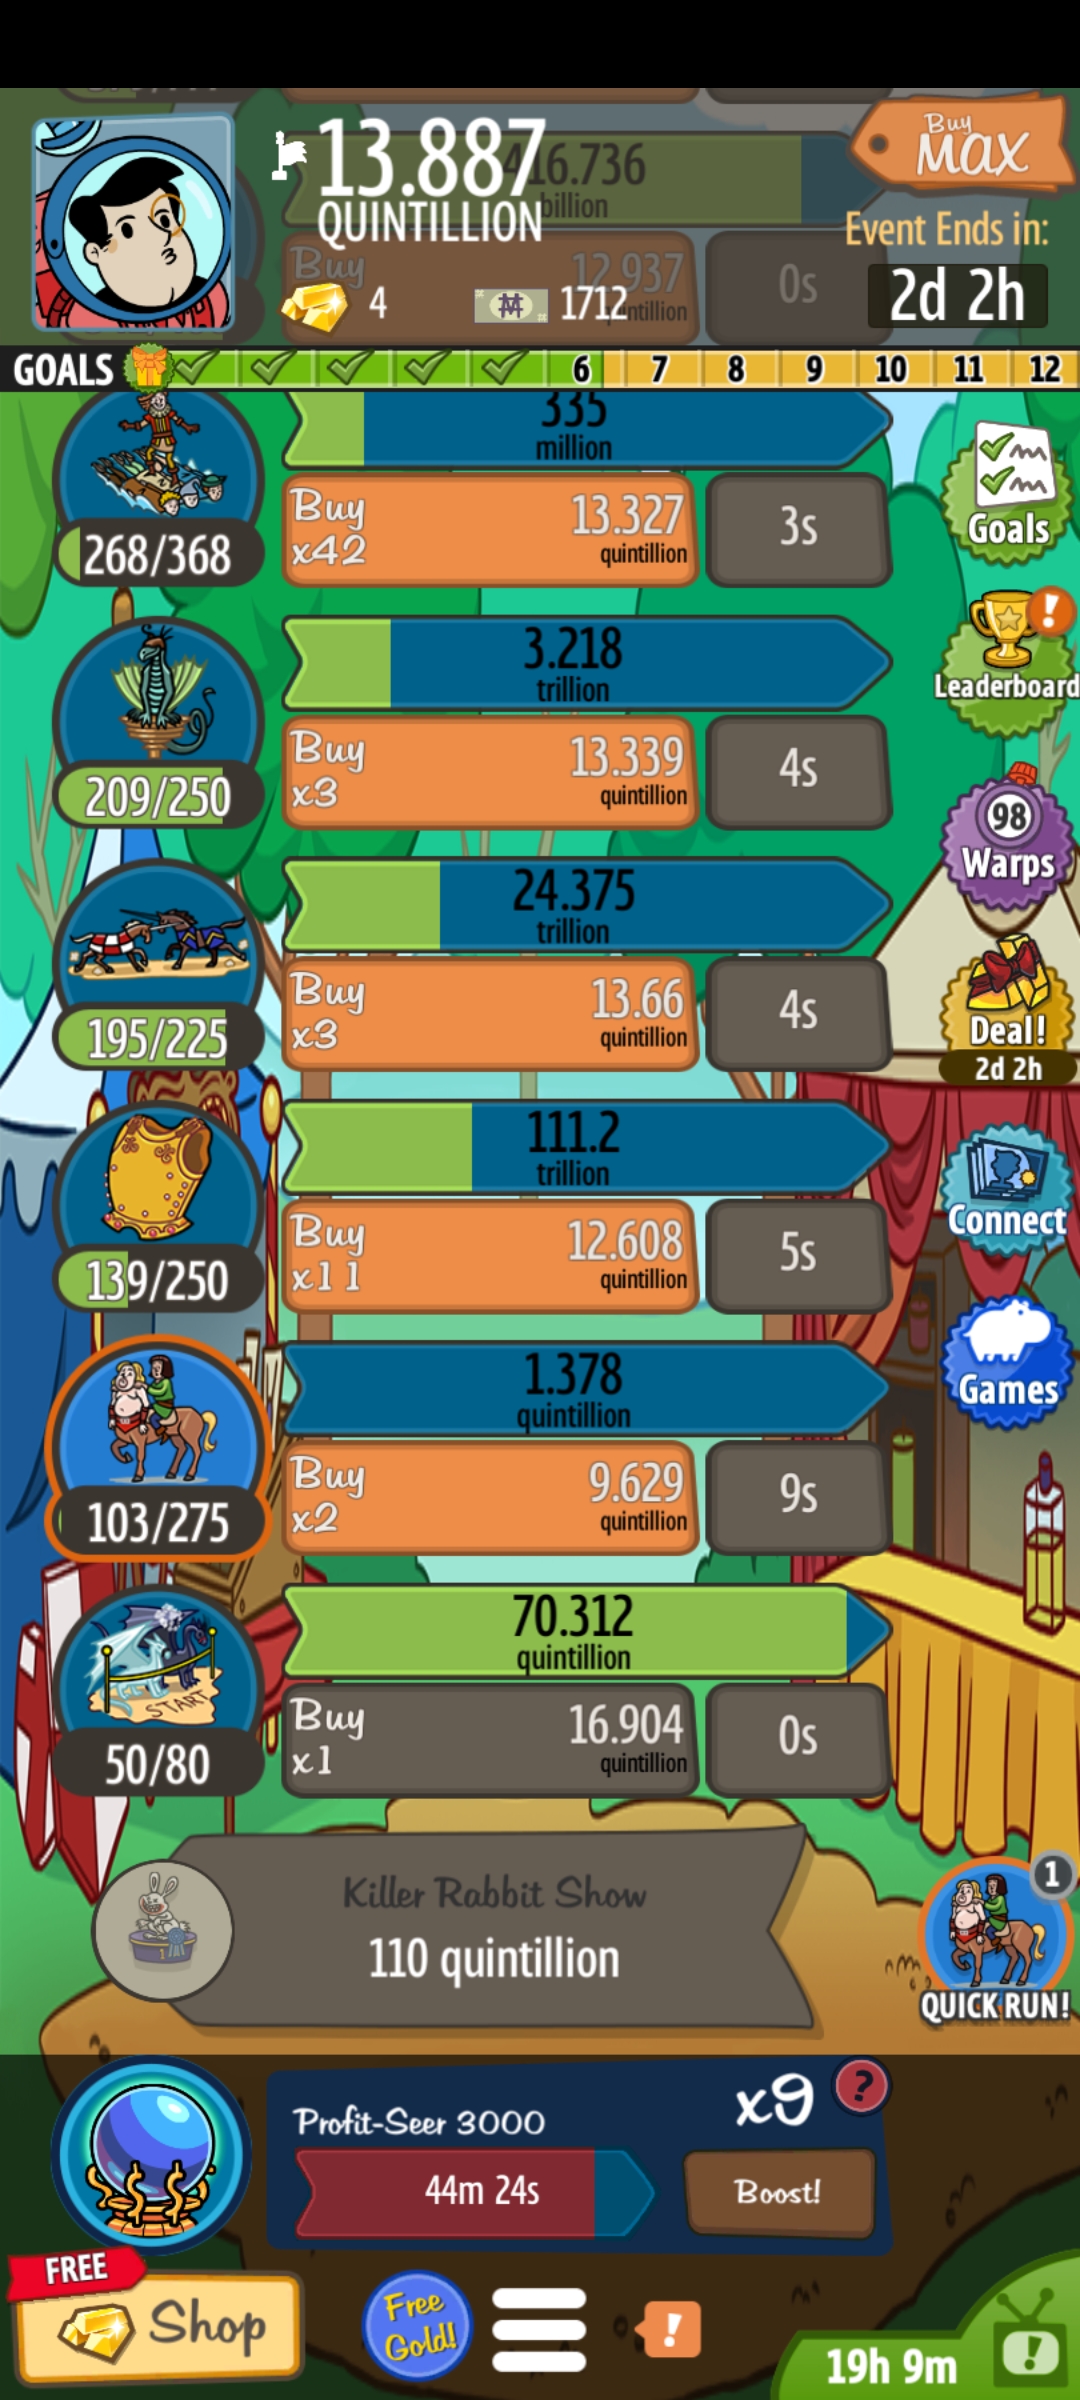 13.887
QUINTILLION
416.736
billion
Buy
MAX
Event Ends in:
2d 2h
4
1712
Buy
12.937
quintillion
0s
GOALS
6
7
8
9
10
11
12
335
million
268/368
Buy
x42
13.327
quintillion
3s
Goals
3.218
trillion
209/250
Buy
x3
13.339
quintillion
4s
!
Leaderboard
98
Warps
24.375
trillion
195/225
Buy
x3
13.66
quintillion
4s
Deal!
2d 2h
111.2
trillion
139/250
Buy
x11
12.608
quintillion
5s
Connect
1.378
quintillion
103/275
Buy
x2
9.629
quintillion
9s
Games
70.312
quintillion
START
50/80
Buy
x1
16.904
quintillion
0s
Killer Rabbit Show
110 quintillion
1
1
QUICK RUN!
Profit-Seer 3000
x9
?
44m 24s
Boost!
FREE
Shop
Free
Gold!
!
19h 9m
!